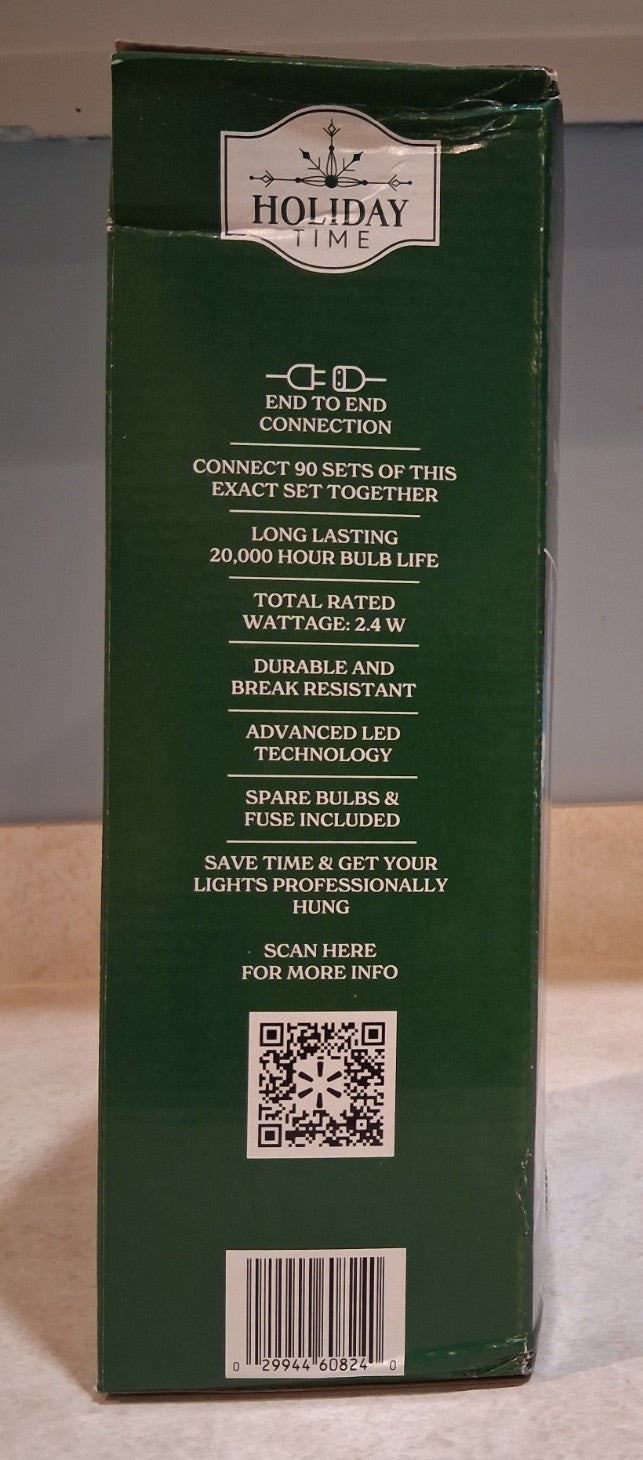 HOLIDAY
TIME
END TO END
CONNECTION
CONNECT 90 SETS OF THIS
EXACT SET TOGETHER
LONG LASTING
20,000 HOUR BULB LIFE
TOTAL RATED
WATTAGE: 2.4 W
DURABLE AND
BREAK RESISTANT
ADVANCED LED
TECHNOLOGY
SPARE BULBS &
FUSE INCLUDED
SAVE TIME & GET YOUR
LIGHTS PROFESSIONALLY
HUNG
SCAN HERE
FOR MORE INFO
0 29944 60824 0